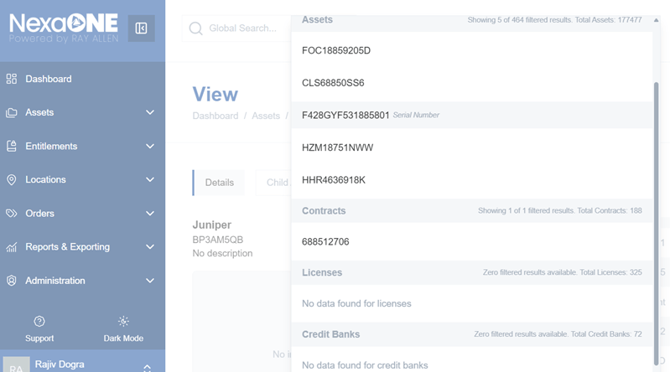 NexaONE
Powered by RAY ALLEN
Dashboard
Assets
Entitlements
Locations
Orders
Reports & Exporting
Administration
Support
Dark Mode
RA
Rajiv Dogra
Global Search...
View
Dashboard / Assets /
Details
Child
Juniper
BP3AM5QB
No description
No i
Assets
Showing 5 of 464 filtered results. Total Assets: 177477
FOC18859205D
CLS68850SS6
F428GYF531885801 Serial Number
HZM18751NWW
HHR4636918K
Contracts
Showing 1 of 1 filtered results. Total Contracts: 188
688512706
Licenses
Zero filtered results available. Total Licenses: 325
No data found for licenses
Credit Banks
Zero filtered results available. Total Credit Banks: 72
No data found for credit banks